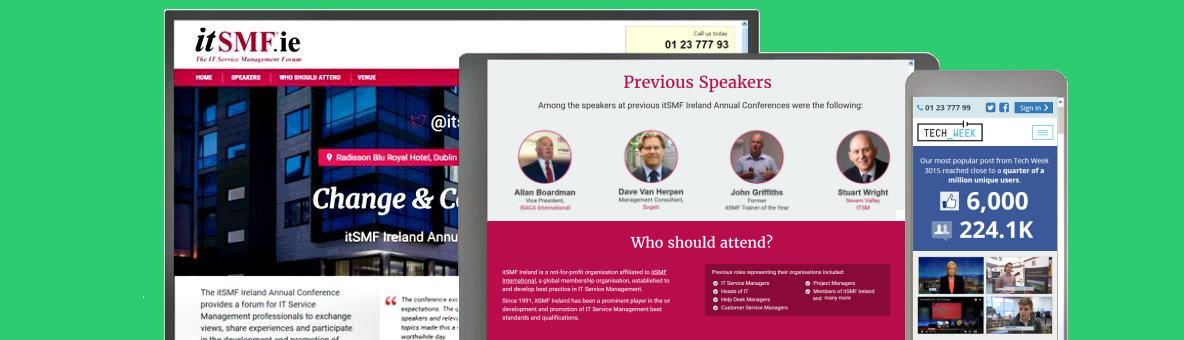 itSMF.ie
The IT Service Management Forum
Call us today
01 23 777 93
HOME
SPEAKERS
WHO SHOULD ATTEND
VENUE
@its
Radisson Blu Royal Hotel, Dublin
Change & C
itSMF Ireland Annu
The itSMF Ireland Annual Conference
provides a forum for IT Service
Management professionals to exchange
views, share experiences and participate
in the development and promotion of
The conference exc
expectations. The q
speakers and relev
topics made this a
worthwhile day.
Previous Speakers
Among the speakers at previous itSMF Ireland Annual Conferences were the following:
Allan Boardman
Vice President,
ISACA International
Dave Van Herpen
Management Consultant,
Sogeti
John Griffiths
Former
itSMF Trainer of the Year
Stuart Wright
Severn Valley
ITSM
Who should attend?
itSMF Ireland is a not-for-profit organisation affiliated to itSMF
International, a global membership organisation, established to
and develop best practice in IT Service Management.
Since 1991, itSMF Ireland has been a prominent player in the or
development and promotion of IT Service Management best
standards and qualifications.
Previous roles representing their organisations included:
IT Service Managers
Heads of IT
Help Desk Managers
Customer Service Managers
Project Managers
Members of itSMF Ireland
and many more
01 23 777 99
Sign in
TECH_WEEK
Our most popular post from Tech Week
3015 reached close to a quarter of a
million unique users.
6,000
224.1K